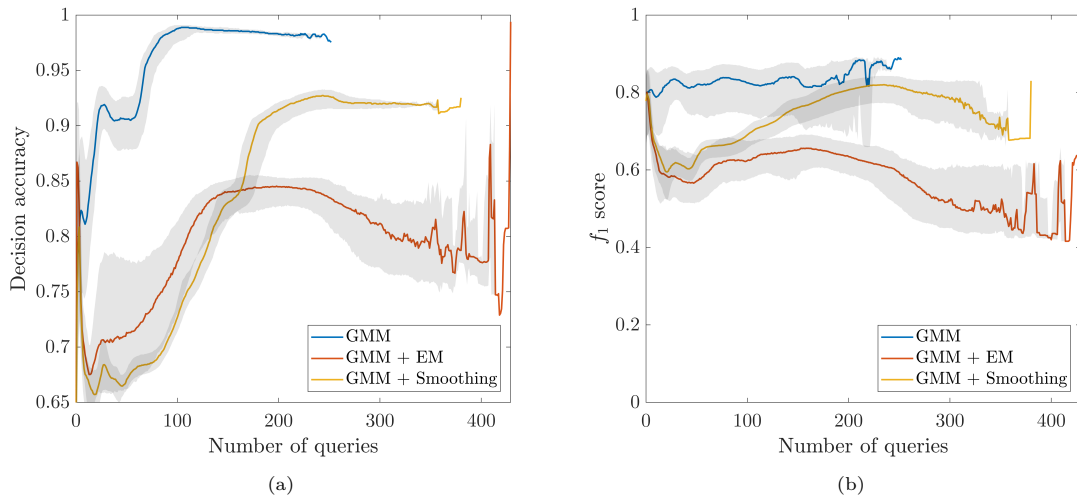 1
0.95
0.9
0.85
0.8
0.75
0.7
0.65
Decision accuracy
0
100
200
300
400
Number of queries
GMM
GMM + EM
GMM + Smoothing
(a)
1
0.8
0.6
0.4
0.2
0
f₁ score
0
100
200
300
400
Number of queries
GMM
GMM + EM
GMM + Smoothing
(b)